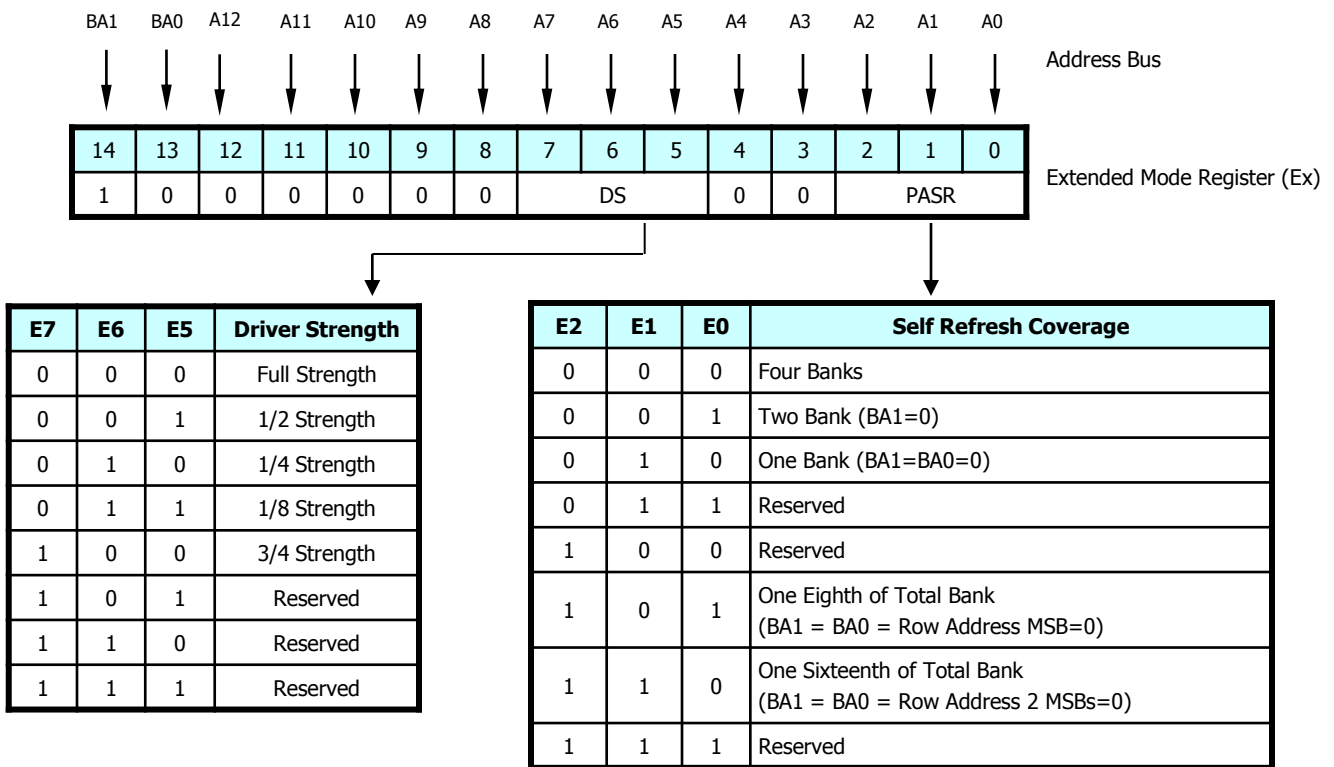 BA1 BA0 A12 A11 A10 A9 A8 A7 A6 A5 A4 A3 A2 A1 A0
Address Bus
14 13 12 11 10 9 8 7 6 5 4 3 2 1 0
1 0 0 0 0 0 0 DS 0 0 PASR
Extended Mode Register (Ex)
E7 E6 E5 Driver Strength
0 0 0 Full Strength
0 0 1 1/2 Strength
0 1 0 1/4 Strength
0 1 1 1/8 Strength
1 0 0 3/4 Strength
1 0 1 Reserved
1 1 0 Reserved
1 1 1 Reserved
E2 E1 E0 Self Refresh Coverage
0 0 0 Four Banks
0 0 1 Two Bank (BA1=0)
0 1 0 One Bank (BA1=BA0=0)
0 1 1 Reserved
1 0 0 Reserved
1 0 1 One Eighth of Total Bank
(BA1 = BA0 = Row Address MSB=0)
1 1 0 One Sixteenth of Total Bank
(BA1 = BA0 = Row Address 2 MSBs=0)
1 1 1 Reserved